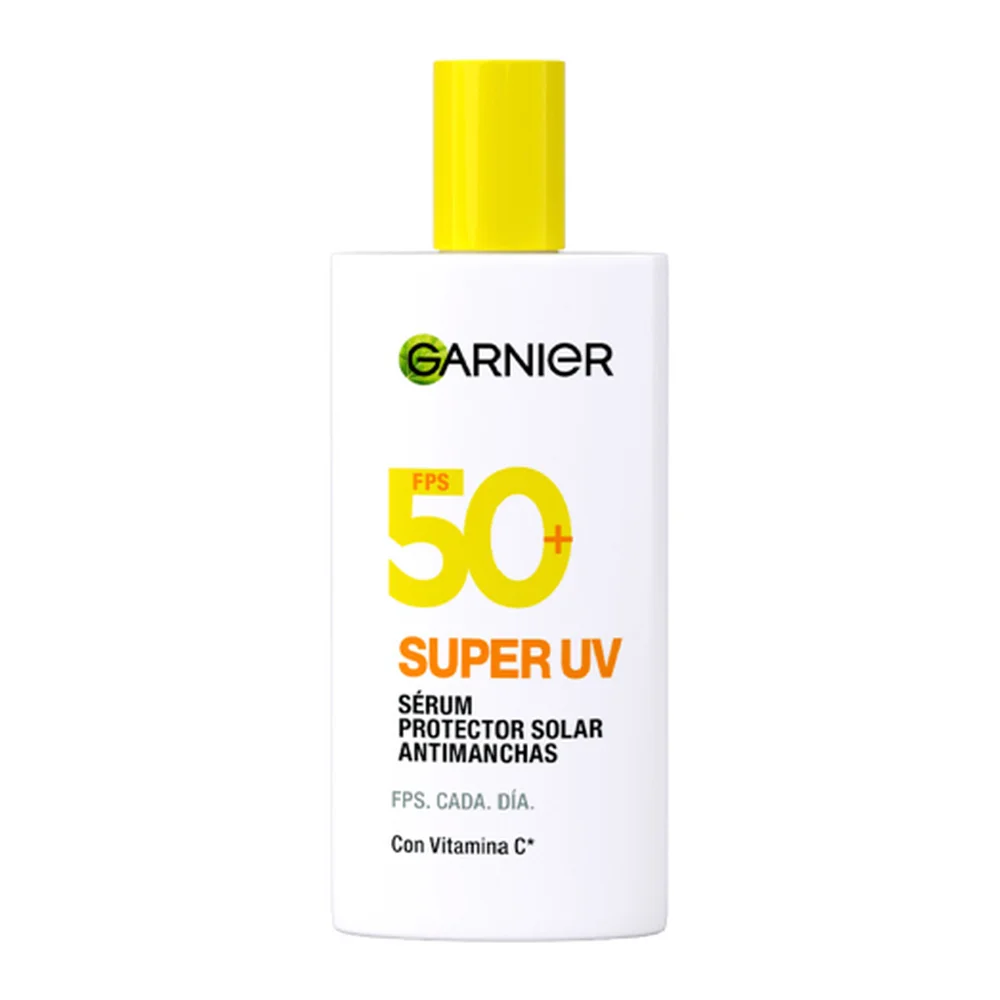 GARNIER
FPS
50+
SUPER UV
SÉRUM
PROTECTOR SOLAR
ANTIMANCHAS
FPS. CADA. DÍA.
Con Vitamina C*